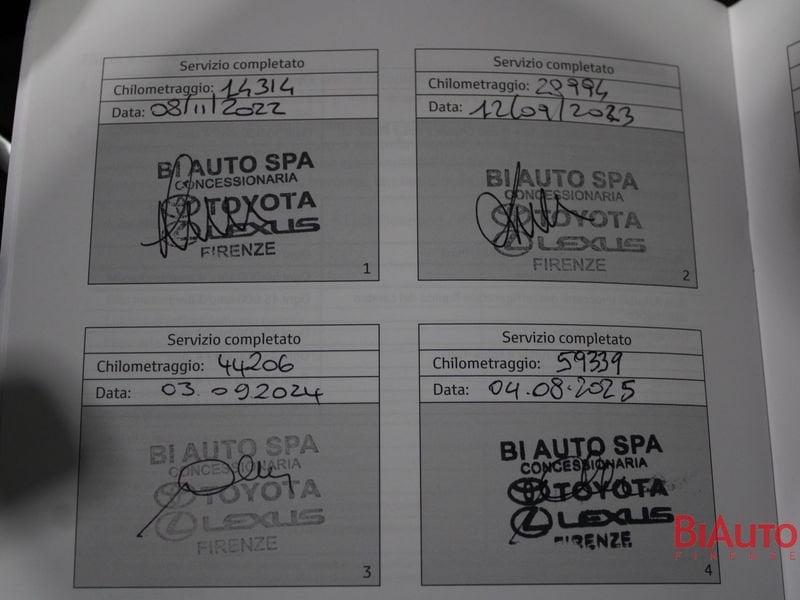 Servizio completato
Chilometraggio: 14314
Data: 08/11/2022
BI AUTO SPA
CONCESSIONARIA
TOYOTA
LEXUS
FIRENZE
1
Servizio completato
Chilometraggio: 28994
Data: 12/09/2023
BI AUTO SPA
CONCESSIONARIA
TOYOTA
LEXUS
FIRENZE
2
Servizio completato
Chilometraggio: 44206
Data: 03.09.2024
BI AUTO SPA
CONCESSIONARIA
TOYOTA
LEXUS
FIRENZE
3
Servizio completato
Chilometraggio: 59339
Data: 04.08.2025
BI AUTO SPA
CONCESSIONARIA
TOYOTA
LEXUS
FIRENZE
4
BIAUTO
FIRENZE